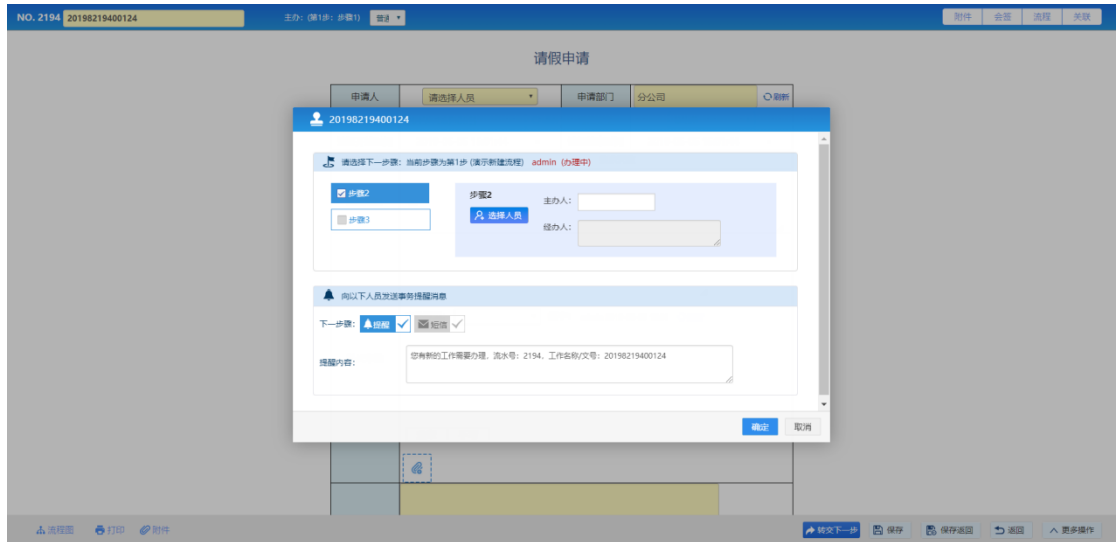 NO. 2194 20198219400124 主办: (第1步: 步骤1) 普通 附件 会签 流程 关联
请假申请
申请人 请选择人员 申请部门 分公司 刷新
20198219400124
请选择下一步骤: 当前步骤为第1步 (演示新建流程) admin (办理中)
步骤2 步骤2 主办人:
选择人员
步骤3 经办人:
向以下人员发送事务提醒消息
下一步骤: 提醒 短信
提醒内容: 您有新的工作需要办理, 流水号: 2194, 工作名称/文号: 20198219400124
确定 取消
流程图 打印 附件 转交下一步 保存 保存返回 返回 更多操作